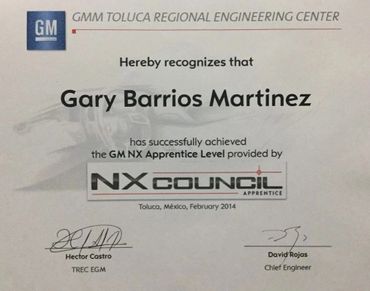 GM
GMM TOLUCA REGIONAL ENGINEERING CENTER
Hereby recognizes that
Gary Barrios Martinez
has successfully achieved
the GM NX Apprentice Level provided by
NX COUNCIL
APPRENTICE
Toluca, México, February 2014
Hector Castro
TREC EGM
David Rojas
Chief Engineer